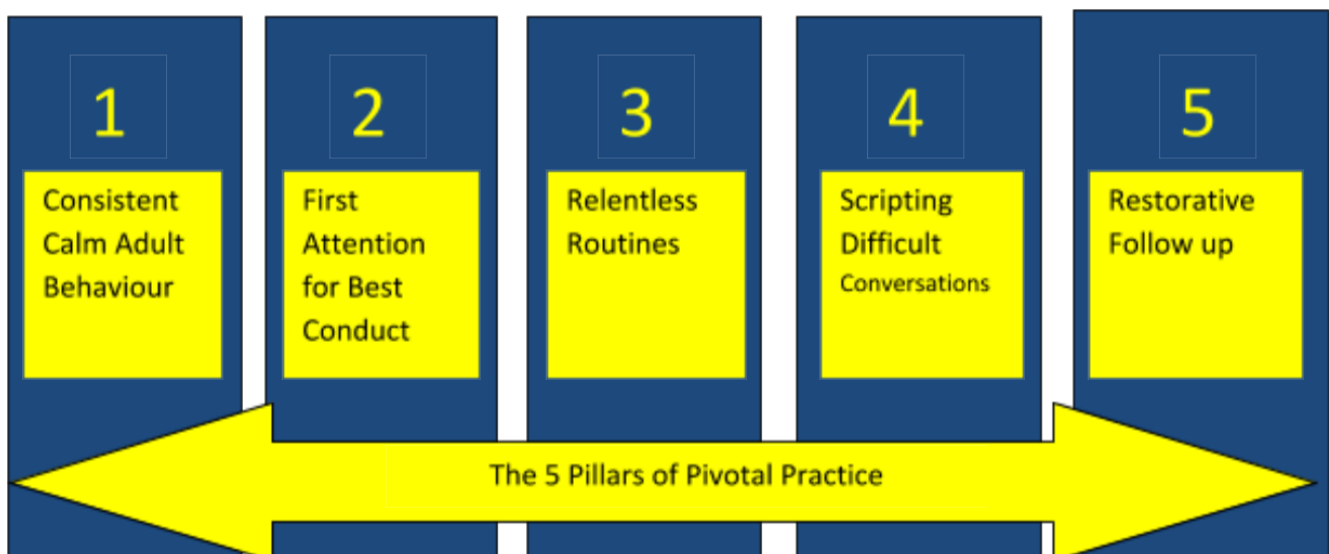 1
Consistent
Calm Adult
Behaviour
2
First
Attention
for Best
Conduct
3
Relentless
Routines
4
Scripting
Difficult
Conversations
5
Restorative
Follow up
The 5 Pillars of Pivotal Practice